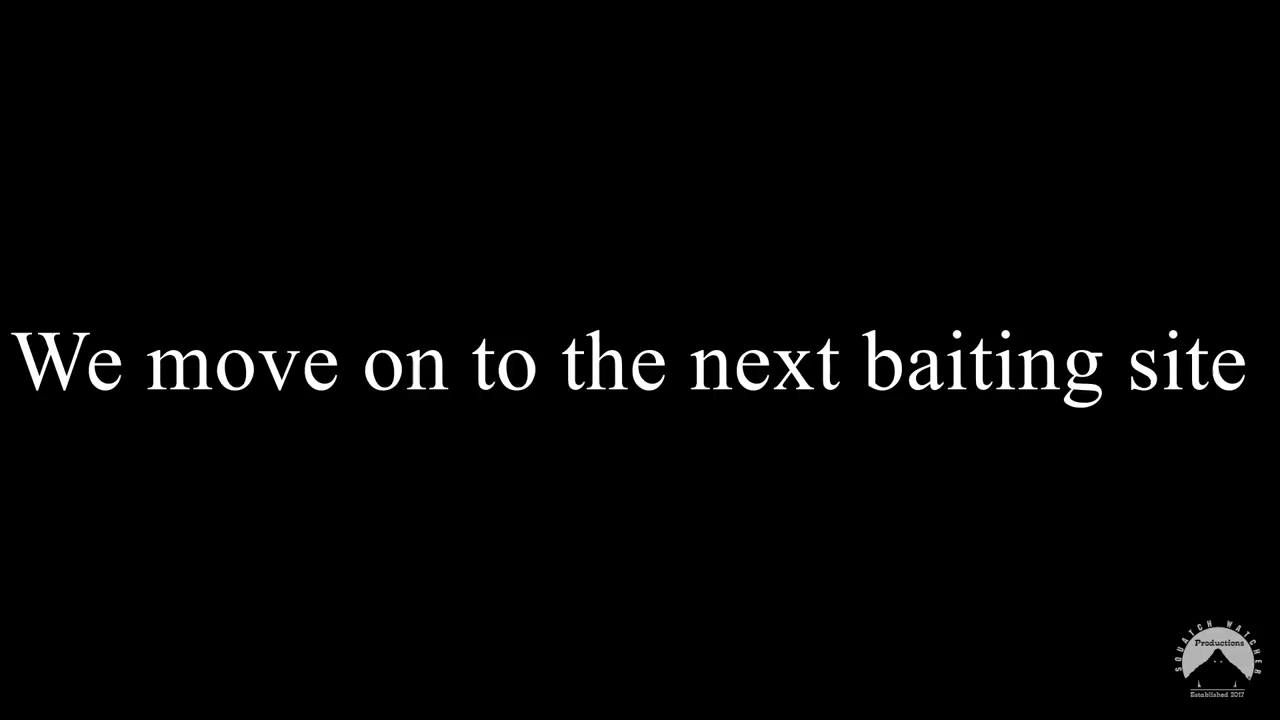 We move on to the next baiting site
SQUATCH WATCHER
Productions
Established 2017